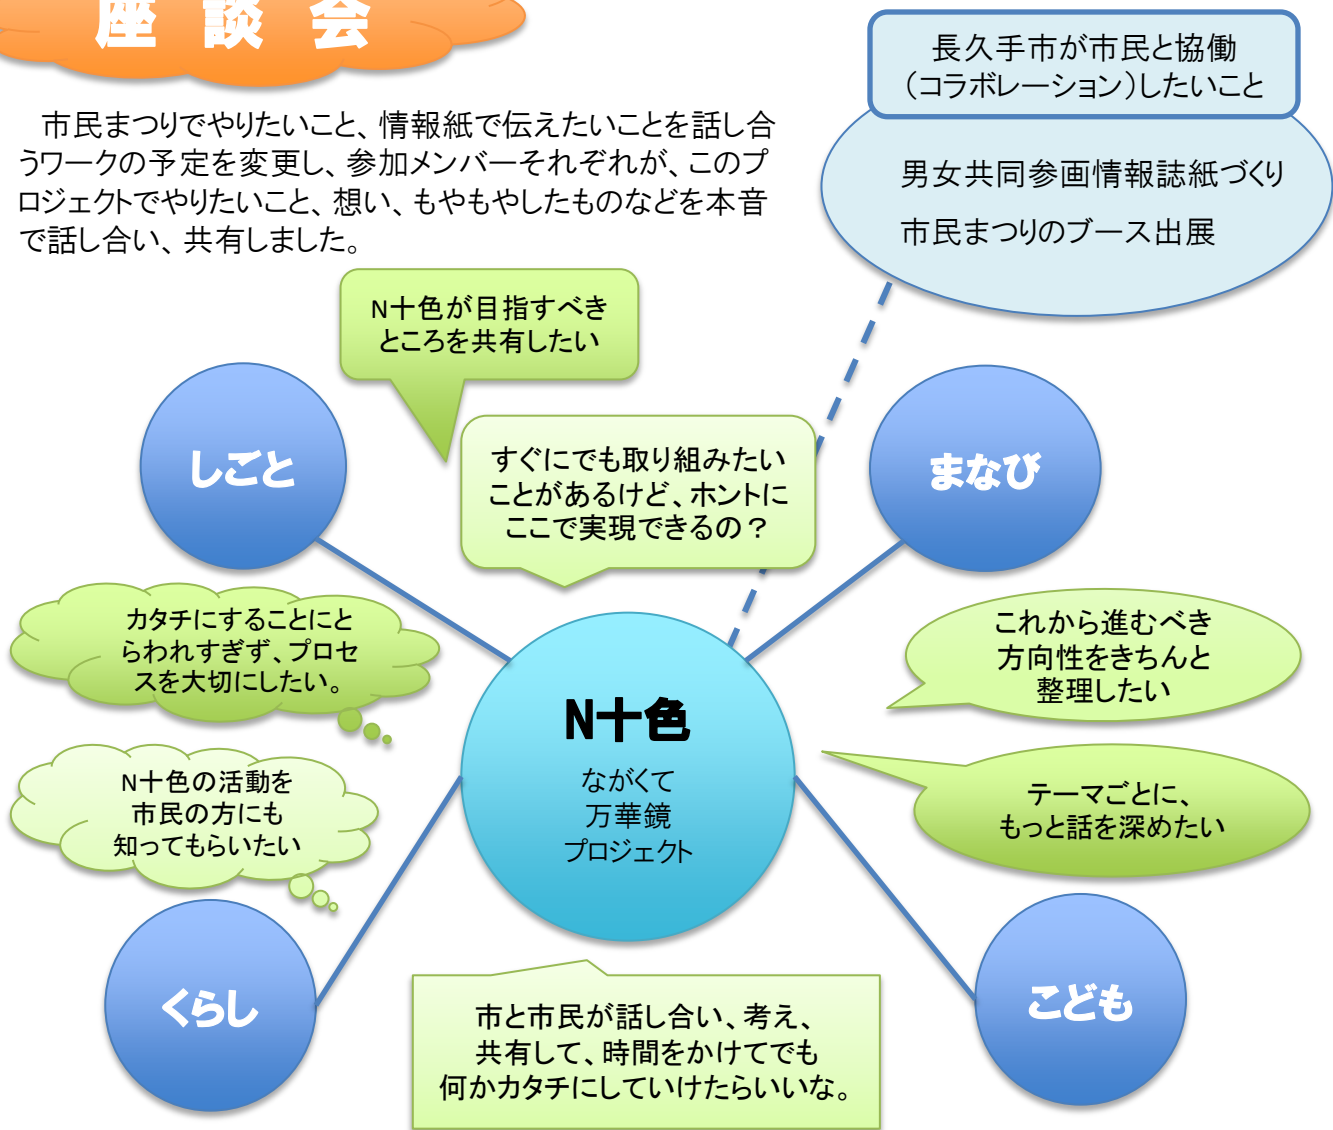 座談会
市民まつりでやりたいこと、情報紙で伝えたいことを話し合
うワークの予定を変更し、参加メンバーそれぞれが、このプ
ロジェクトでやりたいこと、想い、もやもやしたものなどを本音
で話し合い、共有しました。
長久手市が市民と協働
（コラボレーション）したいこと
男女共同参画情報誌紙づくり
市民まつりのブース出展
N十色が目指すべき
ところを共有したい
しごと
すぐにでも取り組みたい
ことがあるけど、ホントに
ここで実現できるの？
まなび
カタチにすることにと
らわれすぎず、プロセ
スを大切にしたい。
これから進むべき
方向性をきちんと
整理したい
N十色
ながくて
万華鏡
プロジェクト
N十色の活動を
市民の方にも
知ってもらいたい
テーマごとに、
もっと話を深めたい
くらし
市と市民が話し合い、考え、
共有して、時間をかけてでも
何かカタチにしていけたらいいな。
こども